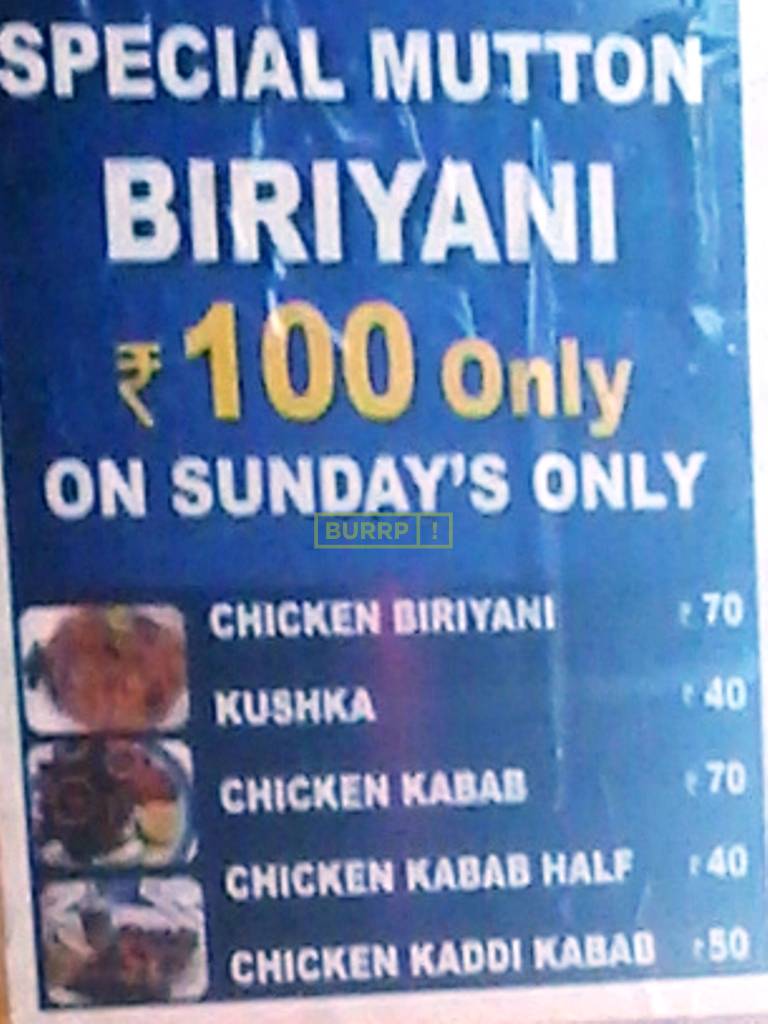 SPECIAL MUTTON
BIRIYANI
₹ 100 Only
ON SUNDAY'S ONLY
BURRP !
CHICKEN BIRIYANI ₹ 70
KUSHKA ₹ 40
CHICKEN KABAB ₹ 70
CHICKEN KABAB HALF ₹ 40
CHICKEN KADDI KABAB ₹ 50